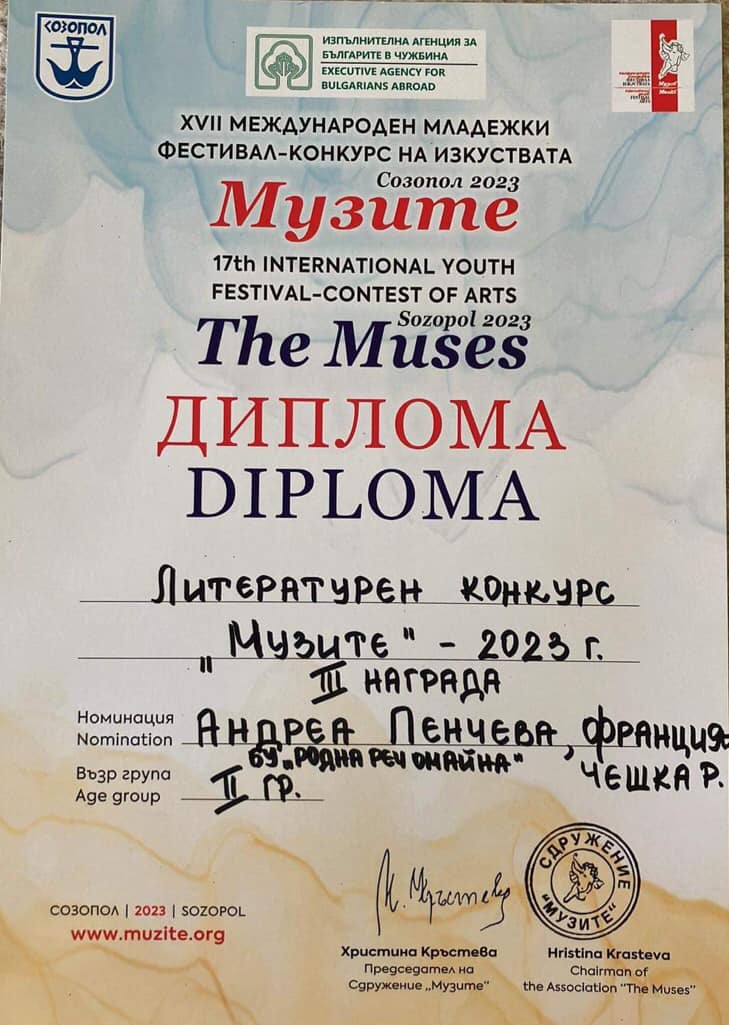 СОЗОПОЛ
ИЗПЪЛНИТЕЛНА АГЕНЦИЯ ЗА
БЪЛГАРИТЕ В ЧУЖБИНА
EXECUTIVE AGENCY FOR
BULGARIANS ABROAD
XVII МЕЖДУНАРОДЕН МЛАДЕЖКИ
ФЕСТИВАЛ-КОНКУРС НА ИЗКУСТВАТА
Созопол 2023
Музите
17th INTERNATIONAL YOUTH
FESTIVAL-CONTEST OF ARTS
Sozopol 2023
The Muses
ДИПЛОМА
DIPLOMA
ЛИТЕРАТУРЕН КОНКУРС
„МУЗИТЕ" - 2023 г.
III НАГРАДА
Номинация
Nomination
АНДРЕА ПЕНЧЕВА, ФРАНЦИЯ-
БУ „РОДНА РЕЧ ОМАЙНА"
ЧЕШКА Р.
Възр група
Age group
II ГР.
СОЗОПОЛ | 2023 | SOZOPOL
www.muzite.org
СДРУЖЕНИЕ
"МУЗИТЕ"
Христина Кръстева
Председател на
Сдружение „Музите"
Hristina Krasteva
Chairman of
the Association "The Muses"